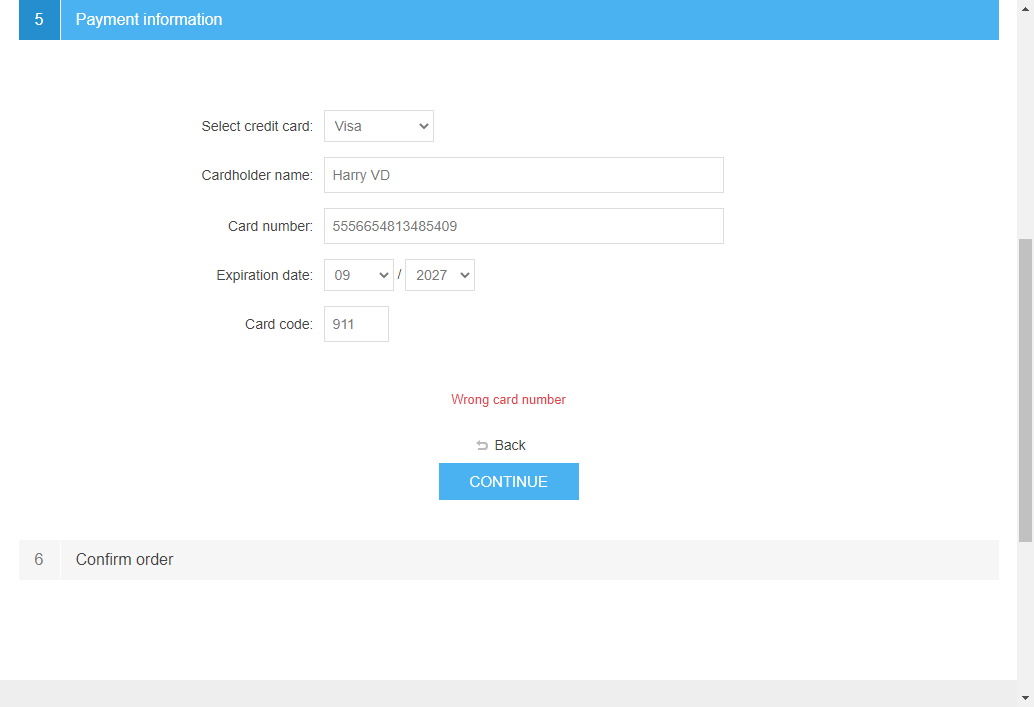 5 Payment information
Select credit card: Visa
Cardholder name: Harry VD
Card number: 5556654813485409
Expiration date: 09 / 2027
Card code: 911
Wrong card number
Back
CONTINUE
6 Confirm order